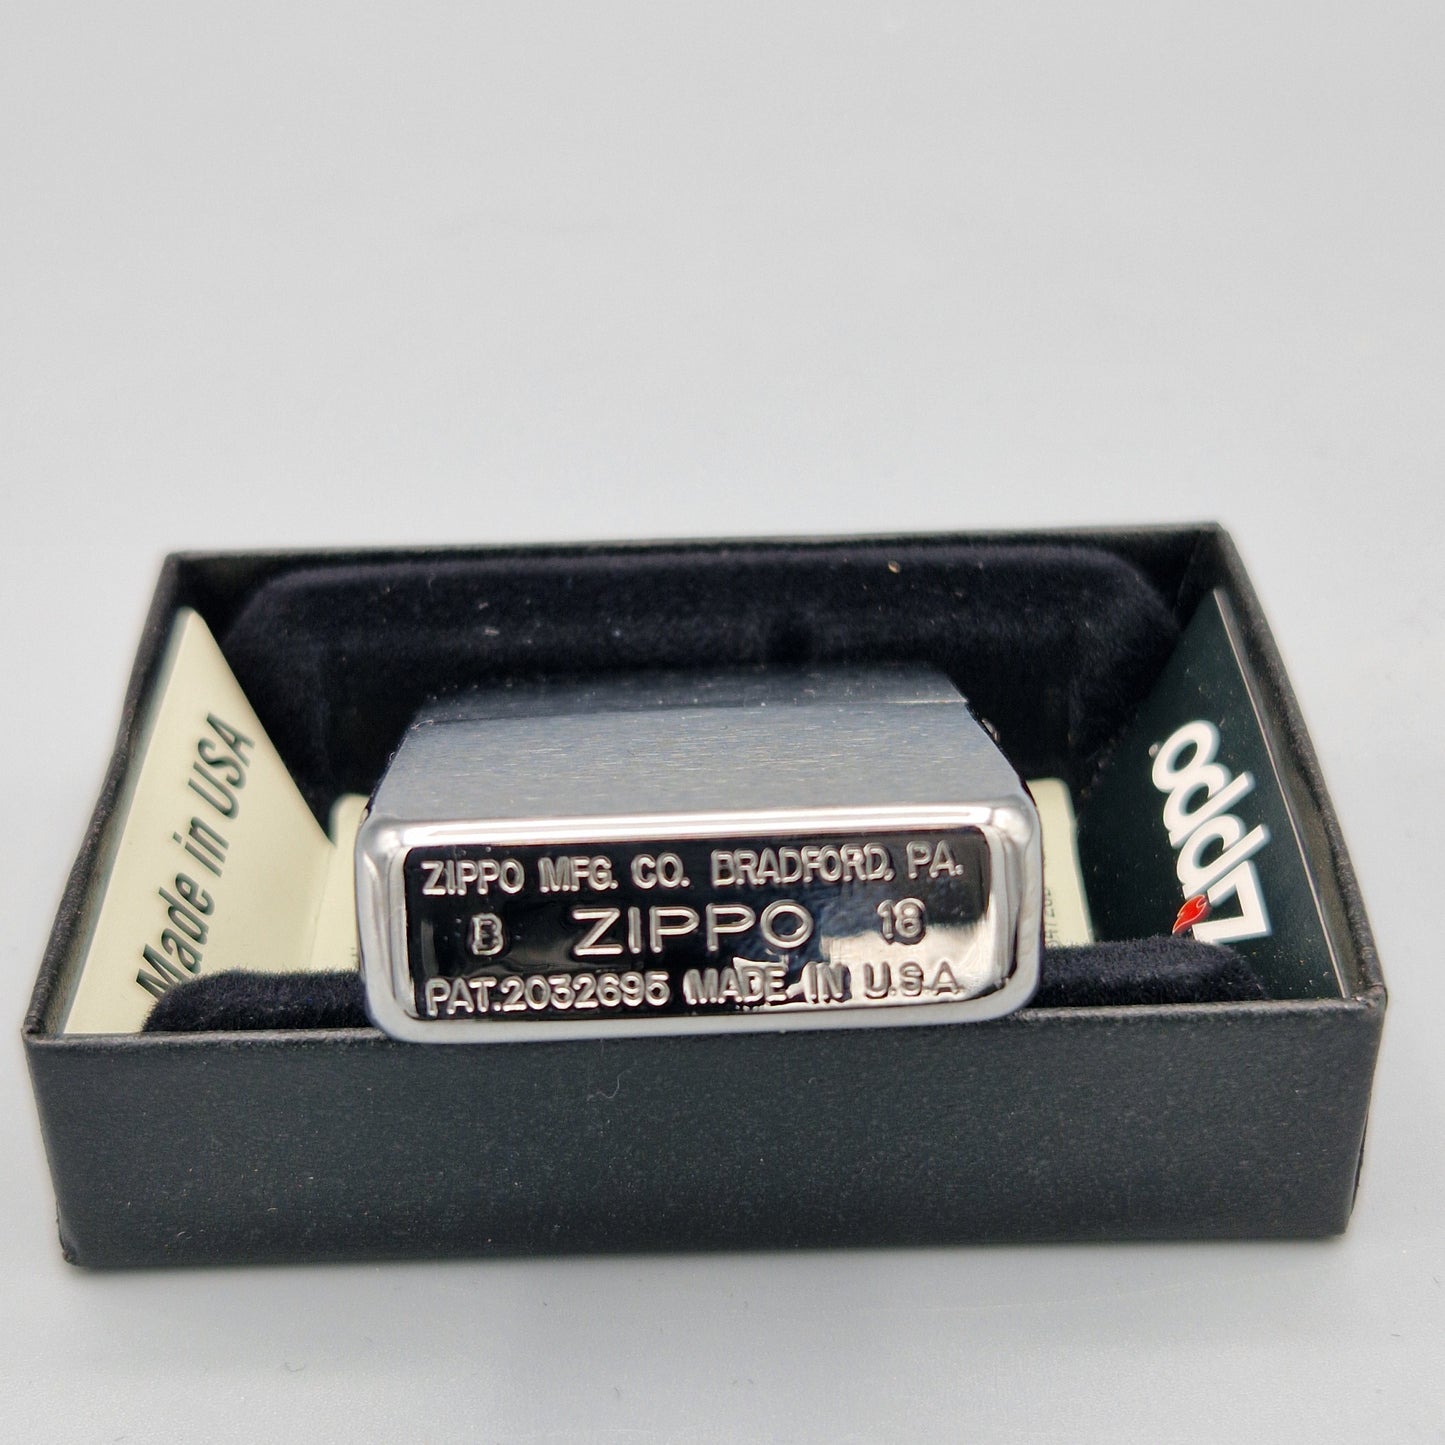 Made in USA
ZIPPO MFG. CO. BRADFORD, PA.
B ZIPPO 18
PAT.2032695 MADE IN U.S.A.
zippo